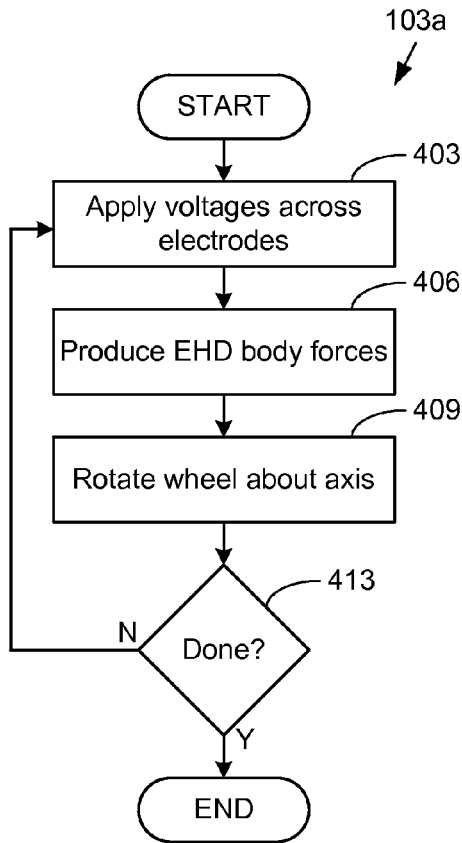 103a
START
403
Apply voltages across
electrodes
406
Produce EHD body forces
409
Rotate wheel about axis
413
Done?
N
Y
END